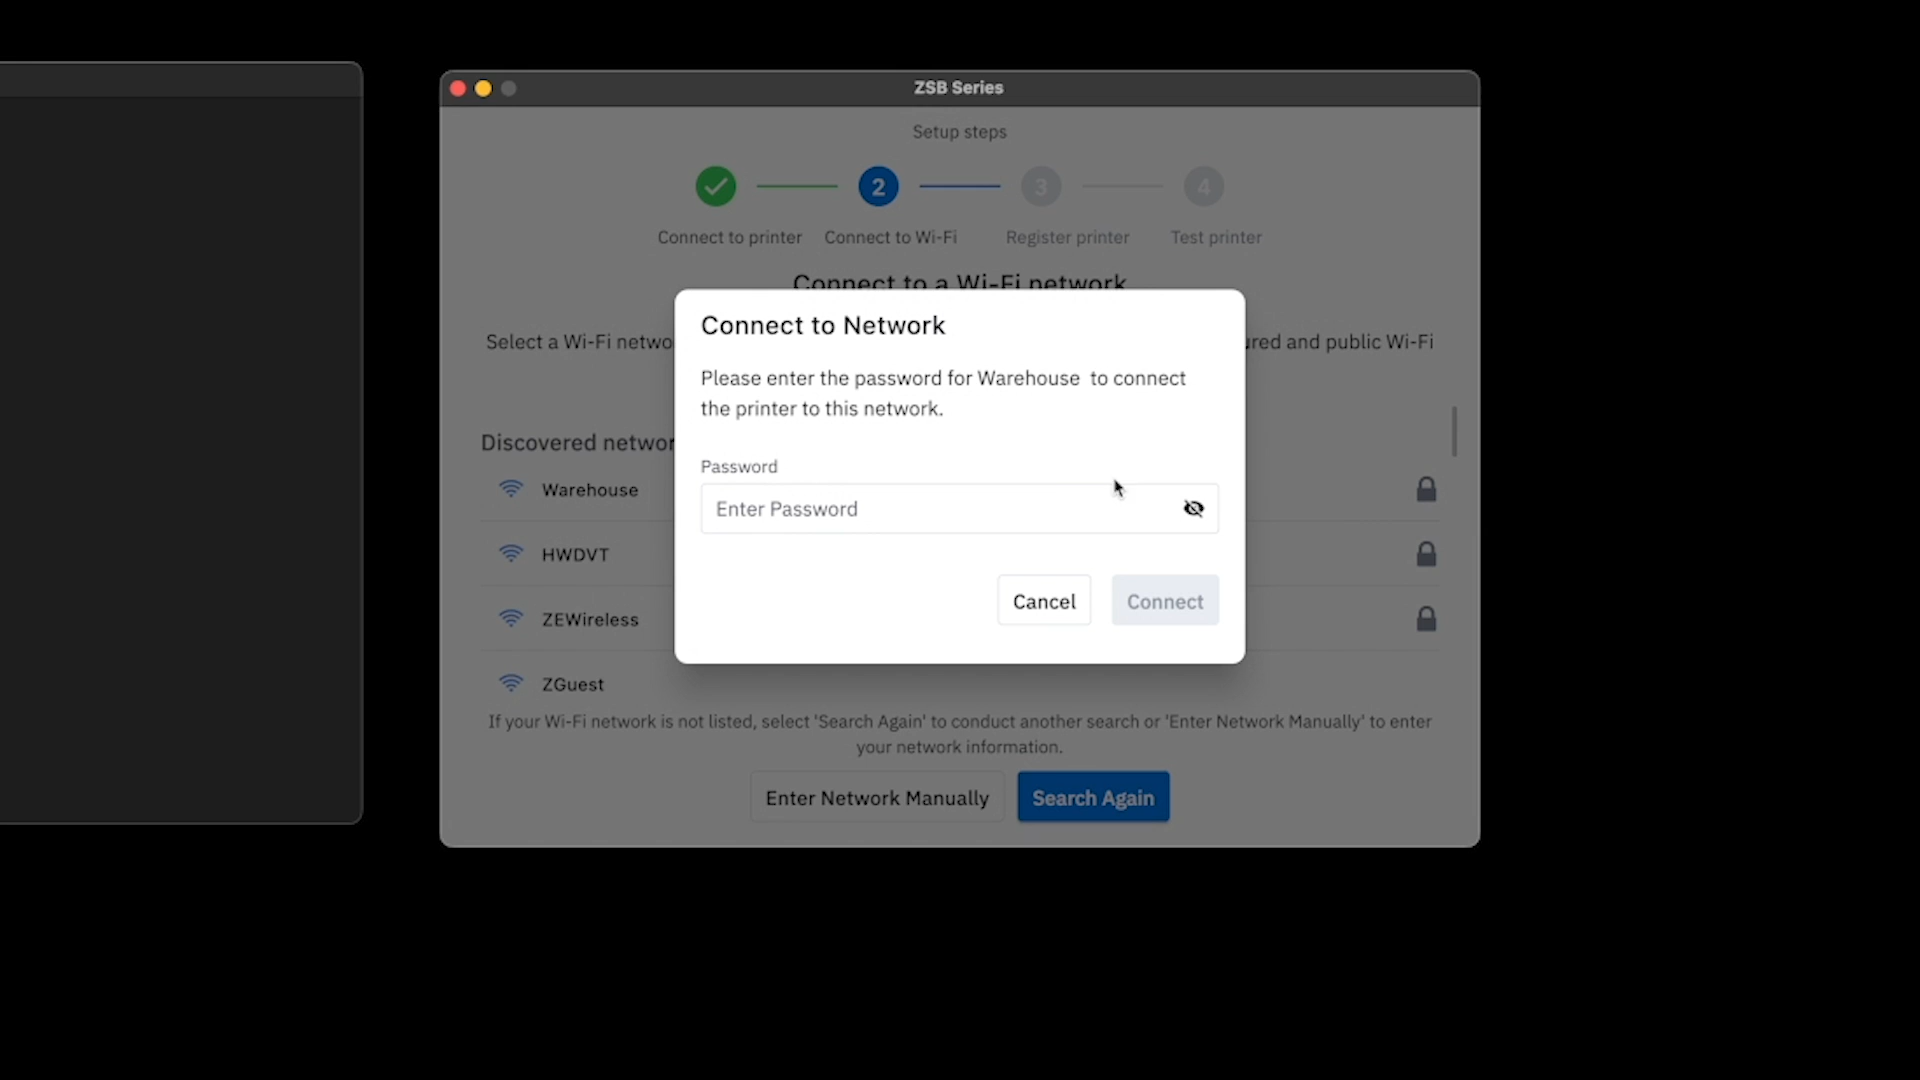 ZSB Series
Setup steps
2
3
4
Connect to printer
Connect to Wi-Fi
Register printer
Test printer
Connect to a Wi-Fi network
Select a Wi-Fi netwo
ured and public Wi-Fi
Connect to Network
Please enter the password for Warehouse to connect
the printer to this network.
Password
Enter Password
Cancel
Connect
Discovered networ
Warehouse
HWDVT
ZEWireless
ZGuest
If your Wi-Fi network is not listed, select 'Search Again' to conduct another search or 'Enter Network Manually' to enter
your network information.
Enter Network Manually
Search Again